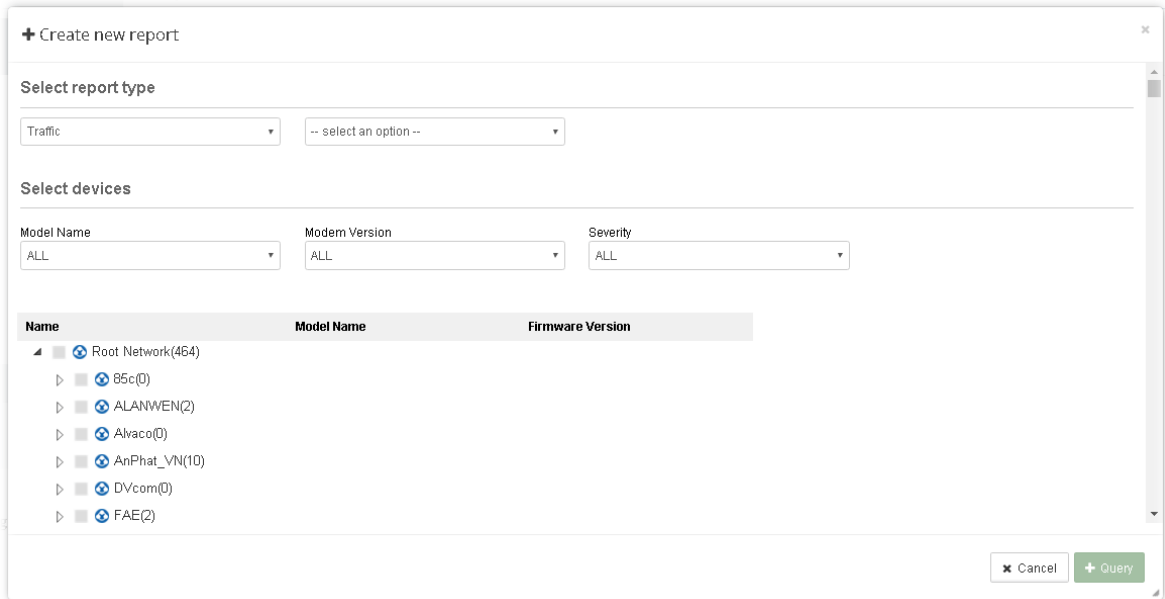 Create new report
Select report type
Traffic -- select an option --
Select devices
Model Name Modem Version Severity
ALL ALL ALL
Name Model Name Firmware Version
Root Network(464)
85c(0)
ALANWEN(2)
Alvaco(0)
AnPhat_VN(10)
DVcom(0)
FAE(2)
Cancel Query